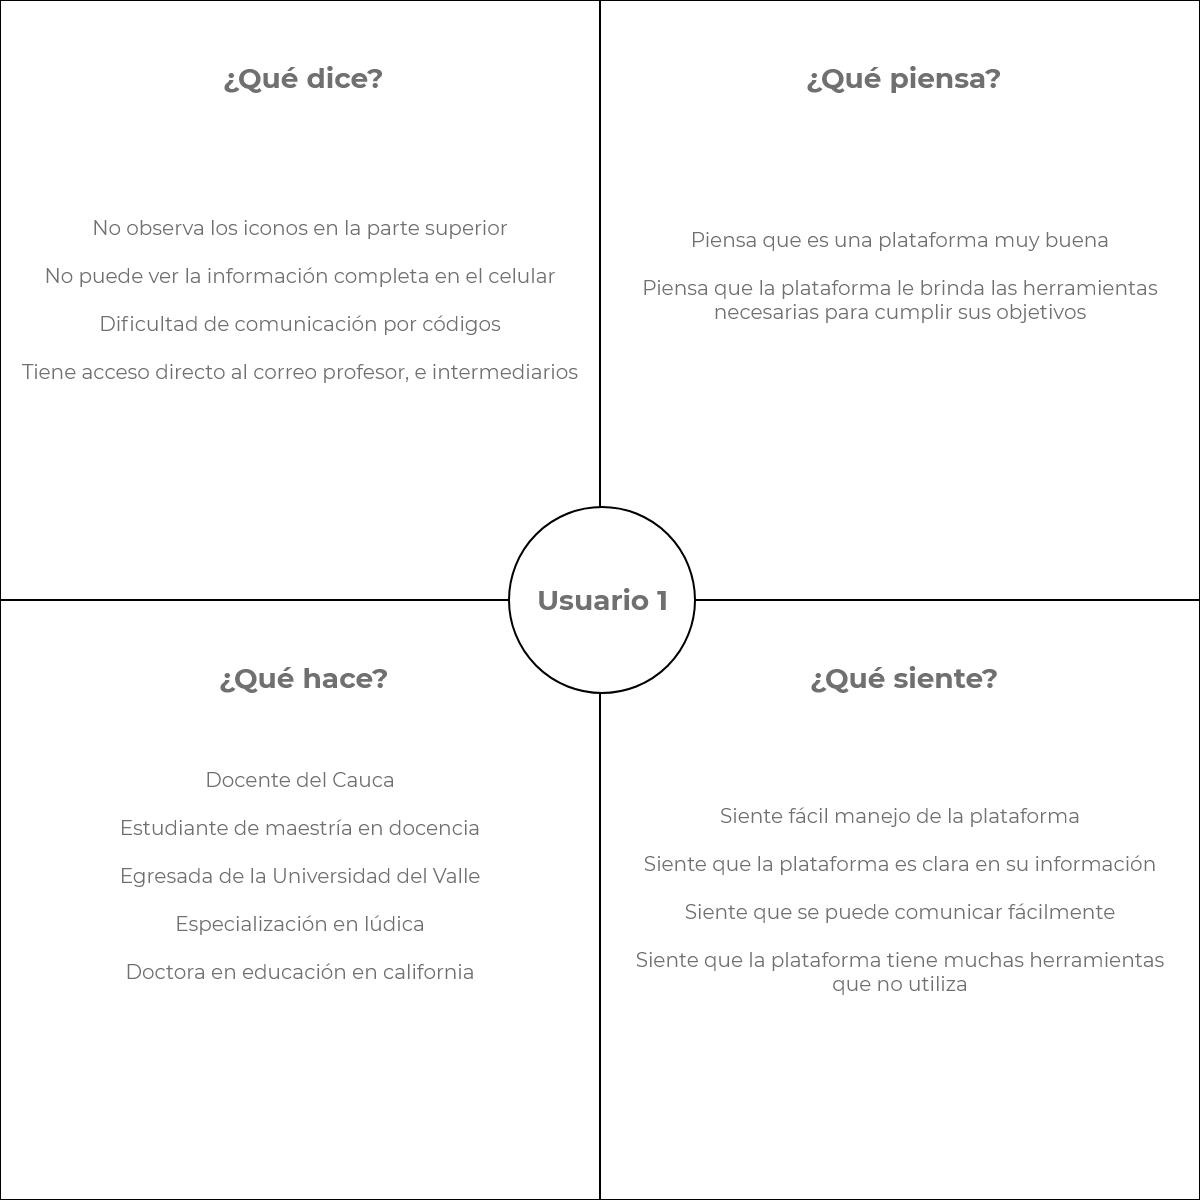 ¿Qué dice?
No observa los iconos en la parte superior
No puede ver la información completa en el celular
Dificultad de comunicación por códigos
Tiene acceso directo al correo profesor, e intermediarios
¿Qué piensa?
Piensa que es una plataforma muy buena
Piensa que la plataforma le brinda las herramientas
necesarias para cumplir sus objetivos
Usuario 1
¿Qué hace?
Docente del Cauca
Estudiante de maestría en docencia
Egresada de la Universidad del Valle
Especialización en lúdica
Doctora en educación en california
¿Qué siente?
Siente fácil manejo de la plataforma
Siente que la plataforma es clara en su información
Siente que se puede comunicar fácilmente
Siente que la plataforma tiene muchas herramientas
que no utiliza